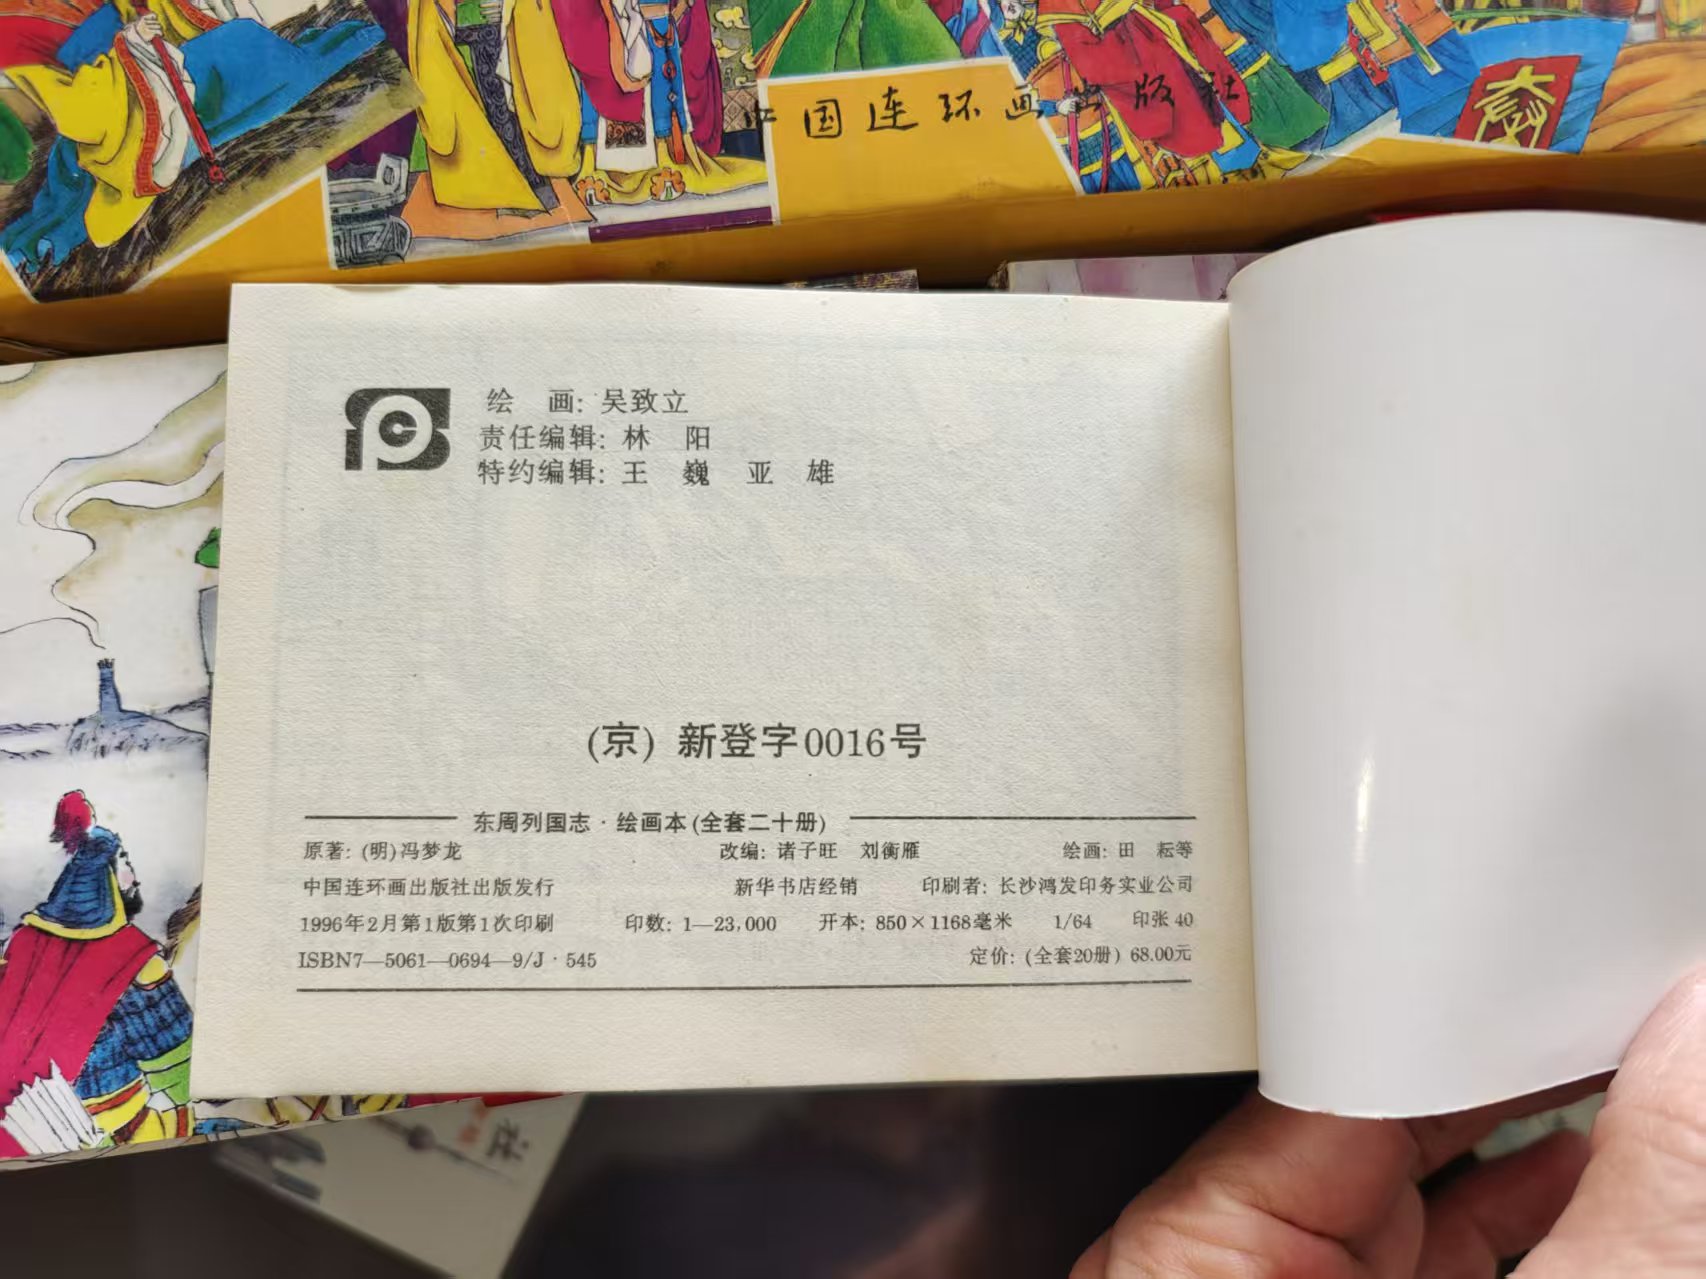 中国连环画出版社
绘 画: 吴致立
责任编辑: 林 阳
特约编辑: 王 巍 亚 雄
(京) 新登字0016号
东周列国志·绘画本(全套二十册)
原著: (明)冯梦龙 改编: 诸子旺 刘衡雁 绘画: 田 耘等
中国连环画出版社出版发行 新华书店经销 印刷者: 长沙鸿发印务实业公司
1996年2月第1版第1次印刷 印数: 1—23,000 开本: 850×1168毫米 1/64 印张 40
ISBN7—5061—0694—9/J·545 定价: (全套20册) 68.00元